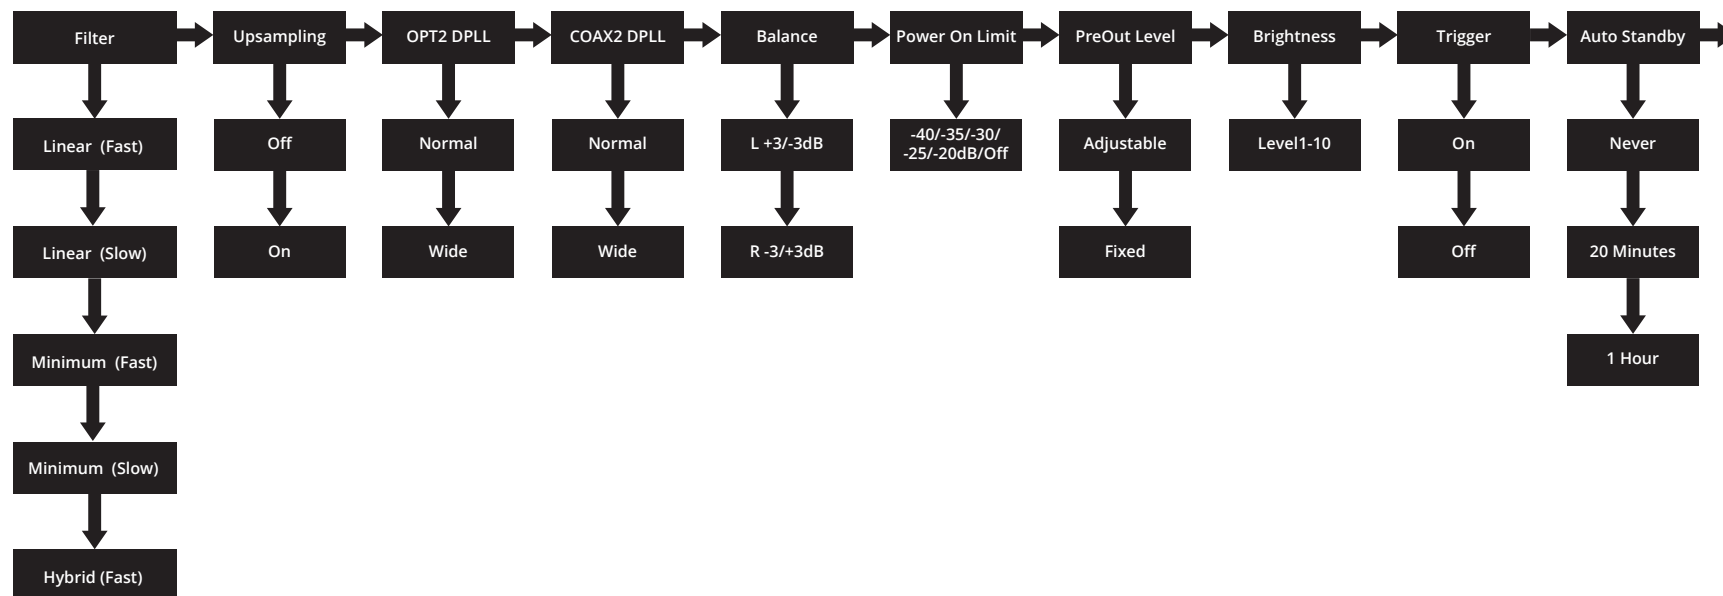 Filter
Upsampling
OPT2 DPLL
COAX2 DPLL
Balance
Power On Limit
PreOut Level
Brightness
Trigger
Auto Standby
Linear  (Fast)
Off
Normal
Normal
L +3/-3dB
-40/-35/-30/
-25/-20dB/Off
Adjustable
Level1-10
On
Never
Linear  (Slow)
On
Wide
Wide
R -3/+3dB
Fixed
Off
20 Minutes
Minimum  (Fast)
1 Hour
Minimum  (Slow)
Hybrid (Fast)